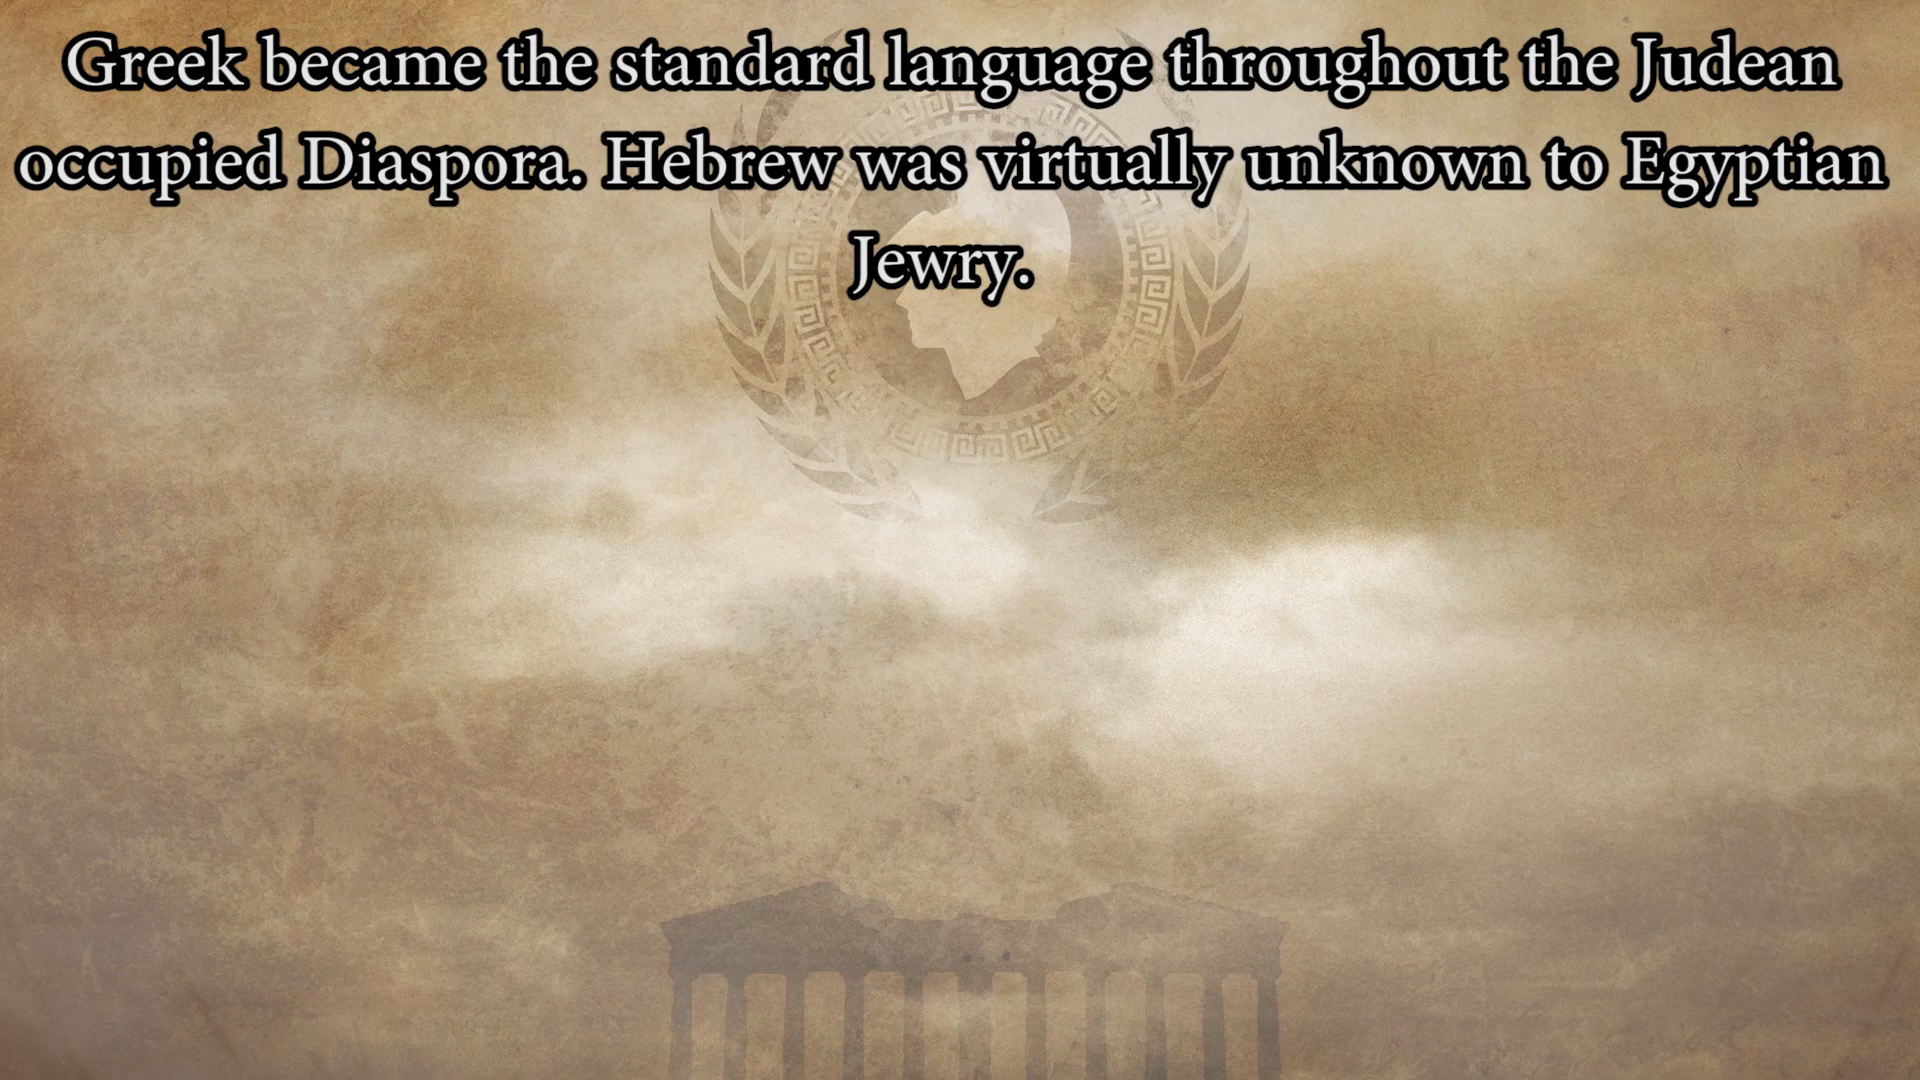 Greek became the standard language throughout the Judean
occupied Diaspora. Hebrew was virtually unknown to Egyptian
Jewry.